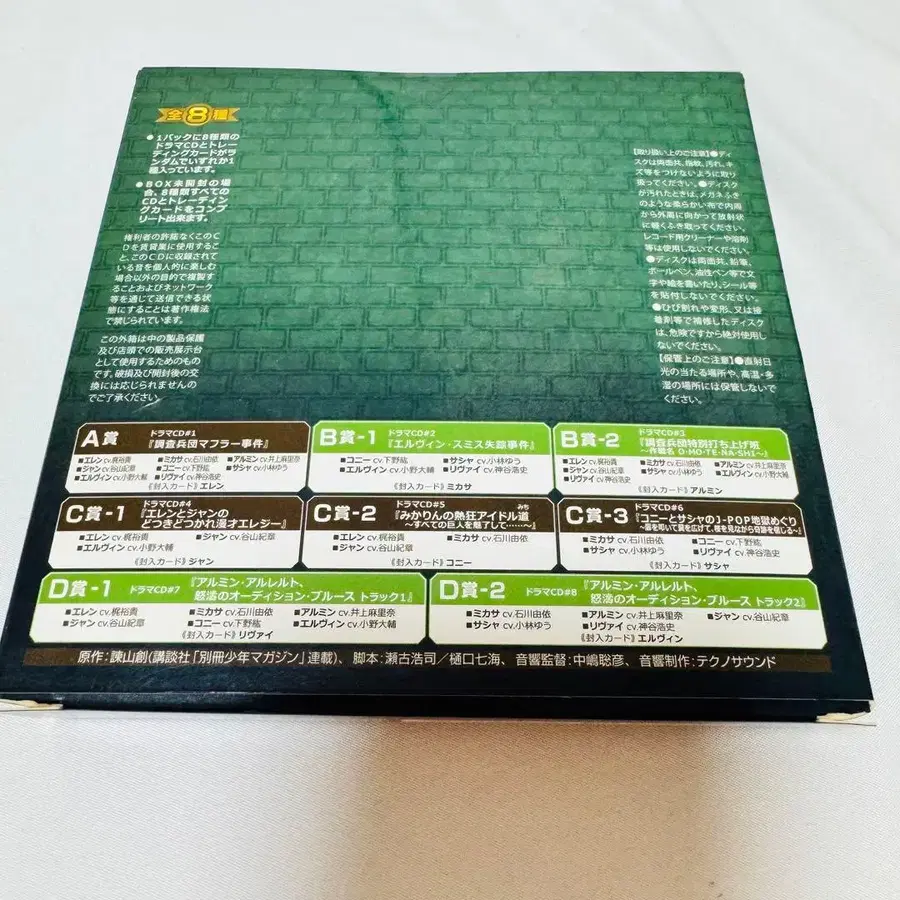 全8種
●1パックに8種類の
ドラマCDとトレー
ディングカードがラ
ンダムでいずれか1
種入っています。
●BOX未開封の場
合、8種類すべての
CDとトレーディン
グカードをコンプ
リート出来ます。
権利者の許諾なくこのC
Dを賃貸業に使用するこ
と、このCDに収録されて
いる音を個人的に楽しむ
場合以外の目的で複製す
ることおよびネットワーク
等を通じて送信できる状
態にすることは著作権法
で禁じられています。
この外箱は中の製品保護
及び店頭での販売展示台
として使用するためのもの
です。破損及び開封後の交
換には応じられませんの
でご了承ください。
【取り扱い上のご注意】●ディ
スクは両面共、指紋、汚れ、キ
ズ等をつけないように取り
扱ってください。●ディスク
が汚れたときは、メガネふき
のような柔らかい布で内周
から外周に向かって放射状
に軽くふき取ってください。
レコード用クリーナーや溶剤
等は使用しないでください。
●ディスクは両面共、鉛筆、
ボールペン、油性ペン等で文
字や絵を書いたり、シール等
を貼付しないでください。
●ひび割れや変形、又は接
着剤等で補修したディスク
は、危険ですから絶対使用し
ないでください。
【保管上のご注意】●直射日
光の当たる場所や、高温・多
湿の場所には保管しないで
ください。
A賞 ドラマCD#1
『調査兵団マフラー事件』
■エレン cv.梶裕貴 ■ミカサ cv.石川由依 ■アルミン cv.井上麻里奈
■ジャン cv.谷山紀章 ■コニー cv.下野紘 ■サシャ cv.小林ゆう
■エルヴィン cv.小野大輔 ■リヴァイ cv.神谷浩史
《封入カード》エレン
B賞-1 ドラマCD#2
『エルヴィン・スミス失踪事件』
■コニー cv.下野紘 ■サシャ cv.小林ゆう
■エルヴィン cv.小野大輔 ■リヴァイ cv.神谷浩史
《封入カード》ミカサ
B賞-2 ドラマCD#3
『調査兵団特別打ち上げ班
～作戦名 O・MO・TE・NA・SHI～』
■エレン cv.梶裕貴 ■ミカサ cv.石川由依 ■アルミン cv.井上麻里奈
■ジャン cv.谷山紀章 ■サシャ cv.小林ゆう ■エルヴィン cv.小野大輔
■リヴァイ cv.神谷浩史
《封入カード》アルミン
C賞-1 ドラマCD#4
『エレンとジャンの
どつきどつかれ漫才エレジー』
■エレン cv.梶裕貴 ■ジャン cv.谷山紀章
■エルヴィン cv.小野大輔
《封入カード》ジャン
C賞-2 ドラマCD#5
『みかりんの熱狂アイドル道
みち
～すべての巨人を魅了して……～』
■エレン cv.梶裕貴 ■ミカサ cv.石川由依
■ジャン cv.谷山紀章
《封入カード》コニー
C賞-3 ドラマCD#6
『コニーとサシャのJ-POP地獄めぐり
■ミカサ cv.石川由依 ■コニー cv.下野紘
■サシャ cv.小林ゆう ■リヴァイ cv.神谷浩史
《封入カード》サシャ
D賞-1 ドラマCD#7
『アルミン・アルレルト、
怒濤のオーディション・ブルース トラック1』
■エレン cv.梶裕貴 ■ミカサ cv.石川由依 ■アルミン cv.井上麻里奈
■ジャン cv.谷山紀章 ■コニー cv.下野紘 ■エルヴィン cv.小野大輔
《封入カード》リヴァイ
D賞-2 ドラマCD#8
『アルミン・アルレルト、
怒濤のオーディション・ブルース トラック2』
■ミカサ cv.石川由依 ■アルミン cv.井上麻里奈 ■ジャン cv.谷山紀章
■サシャ cv.小林ゆう ■リヴァイ cv.神谷浩史
《封入カード》エルヴィン
原作：諫山創(講談社「別冊少年マガジン」連載)、脚本：瀬古浩司／樋口七海、音響監督：中嶋聡彦、音響制作：テクノサウンド